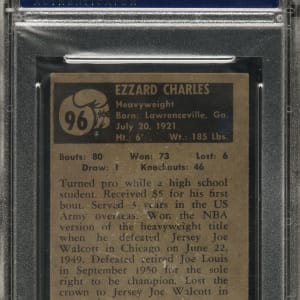 EZZARD CHARLES
96
Heavyweight
Born: Lawrenceville, Ga.
July 20, 1921
Ht: 6' Wt: 185 Lbs.
Bouts: 80 Won: 73 Lost: 6
Draw: 1 Knockouts: 46
Turned pro while a high school
student. Received $5 for his
first bout. Served 3 years in the US
Army overseas. Won the NBA
version of the heavyweight title
when he defeated Jersey Joe
Walcott in Chicago on June 22,
1949. Defeated retired Joe Louis
in September 1950 for the sole
right to the crown. Lost the
crown to Jersey Joe Walcott in